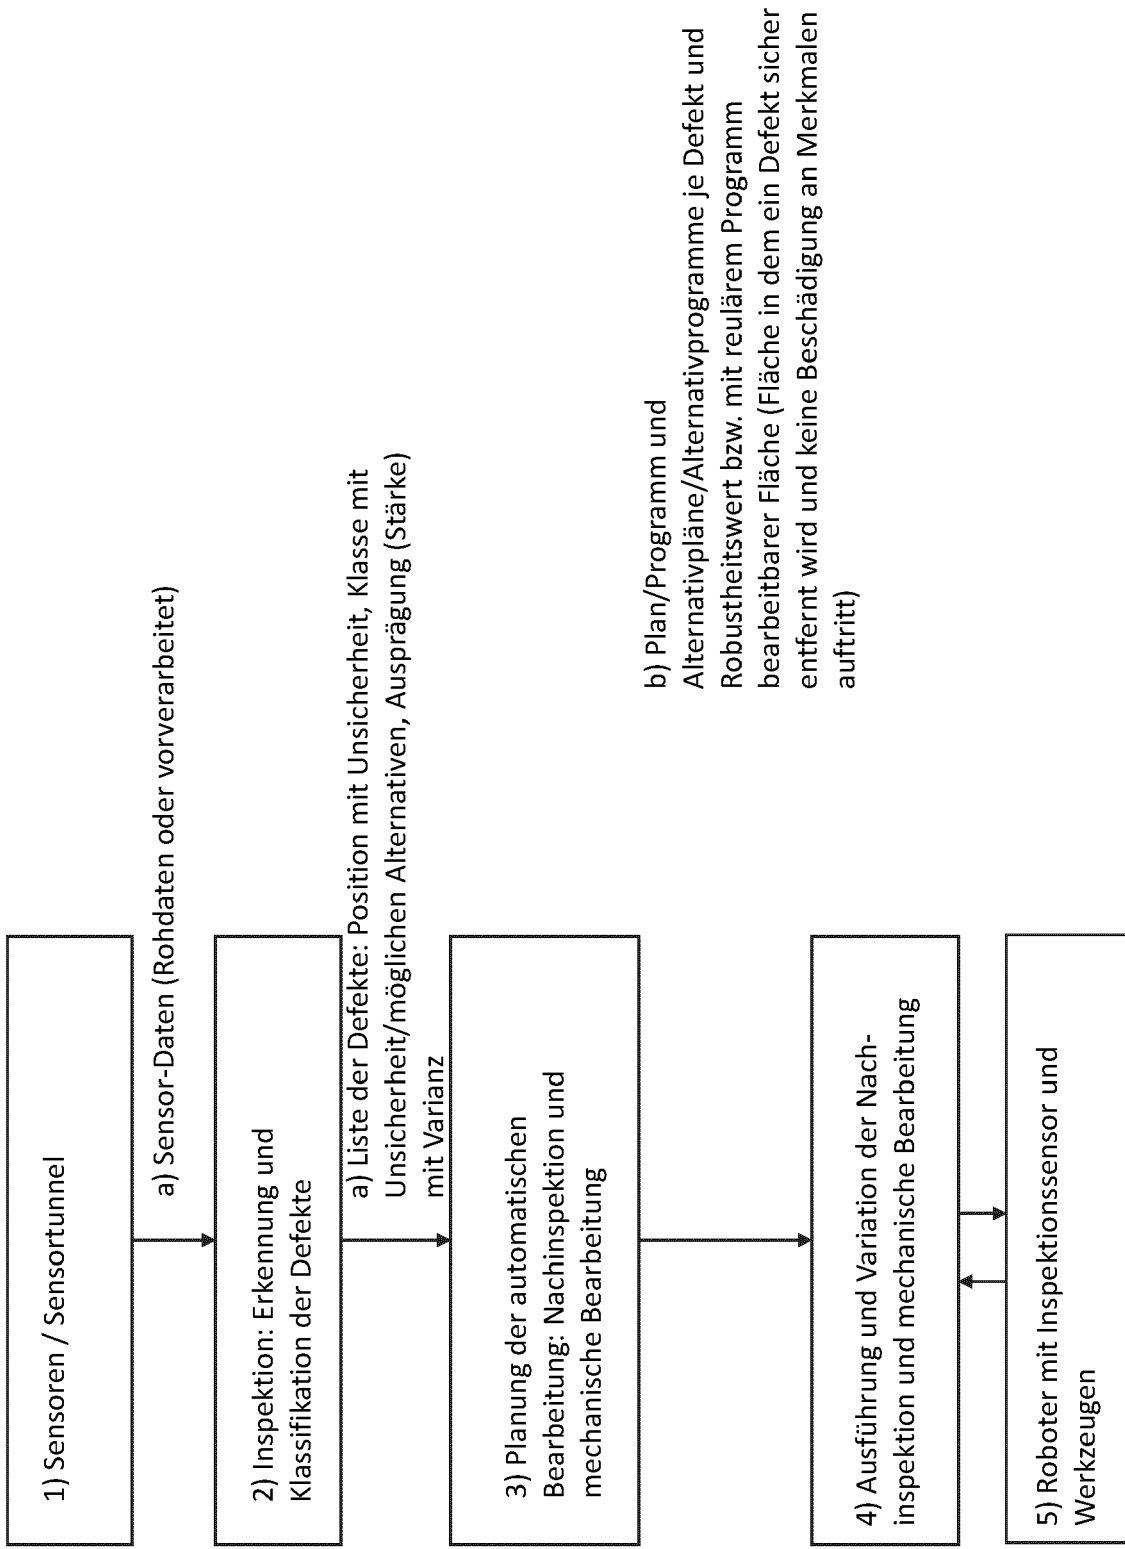 1) Sensoren / Sensortunnel
a) Sensor-Daten (Rohdaten oder vorverarbeitet)
2) Inspektion: Erkennung und
Klassifikation der Defekte
a) Liste der Defekte: Position mit Unsicherheit, Klasse mit
Unsicherheit/möglichen Alternativen, Ausprägung (Stärke)
mit Varianz
3) Planung der automatischen
Bearbeitung: Nachinspektion und
mechanische Bearbeitung
b) Plan/Programm und
Alternativpläne/Alternativprogramme je Defekt und
Robustheitswert bzw. mit reulärem Programm
bearbeitbarer Fläche (Fläche in dem ein Defekt sicher
entfernt wird und keine Beschädigung an Merkmalen
auftritt)
4) Ausführung und Variation der Nach-
inspektion und mechanische Bearbeitung
5) Roboter mit Inspektionssensor und
Werkzeugen